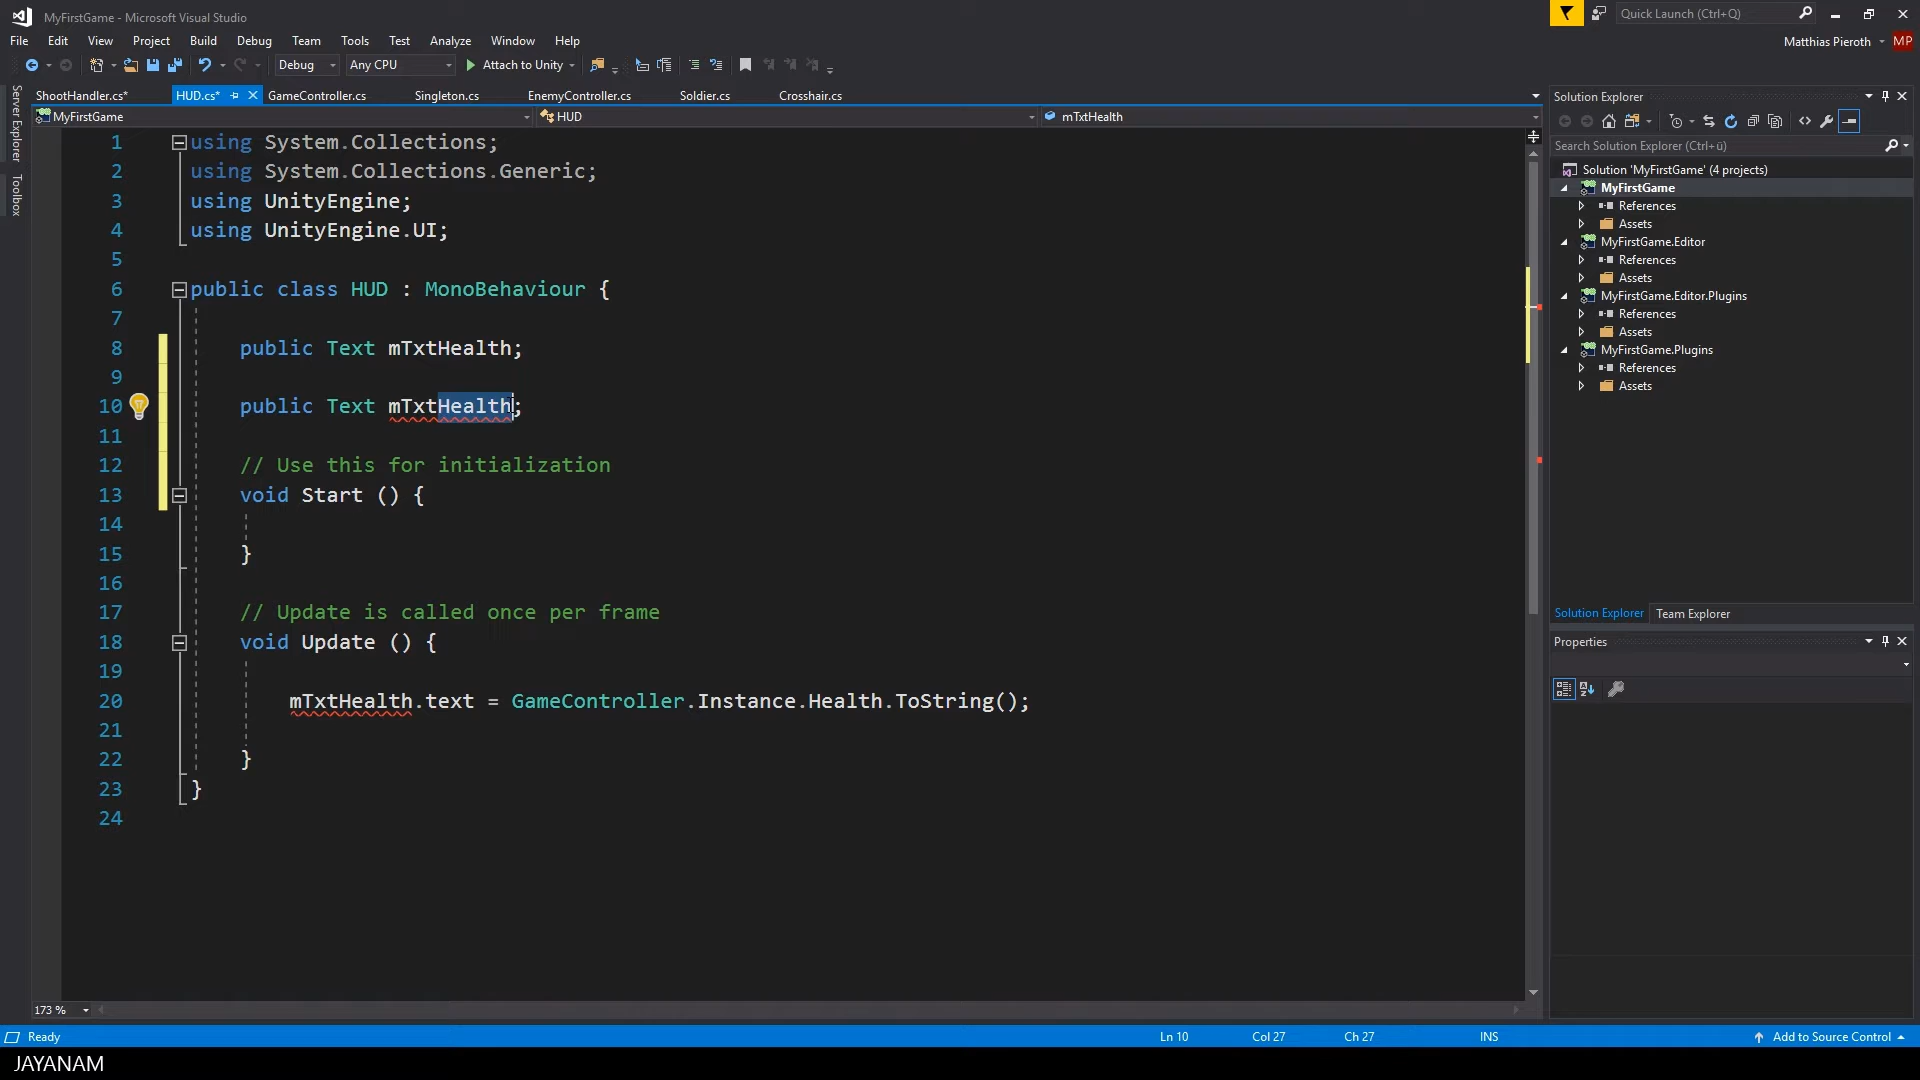 MyFirstGame - Microsoft Visual Studio
Quick Launch (Ctrl+Q)
File Edit View Project Build Debug Team Tools Test Analyze Window Help
Matthias Pieroth MP
Debug Any CPU Attach to Unity
Server Explorer
Toolbox
ShootHandler.cs* HUD.cs* GameController.cs Singleton.cs EnemyController.cs Soldier.cs Crosshair.cs
MyFirstGame HUD mTxtHealth
1 using System.Collections;
2 using System.Collections.Generic;
3 using UnityEngine;
4 using UnityEngine.UI;
5
6 public class HUD : MonoBehaviour {
7
8 public Text mTxtHealth;
9
10 public Text mTxtHealth;
11
12 // Use this for initialization
13 void Start () {
14
15 }
16
17 // Update is called once per frame
18 void Update () {
19
20 mTxtHealth.text = GameController.Instance.Health.ToString();
21
22 }
23 }
24
173 %
Solution Explorer
Search Solution Explorer (Ctrl+ü)
Solution 'MyFirstGame' (4 projects)
MyFirstGame
References
Assets
MyFirstGame.Editor
References
Assets
MyFirstGame.Editor.Plugins
References
Assets
MyFirstGame.Plugins
References
Assets
Solution Explorer Team Explorer
Properties
Ready Ln 10 Col 27 Ch 27 INS Add to Source Control
JAYANAM